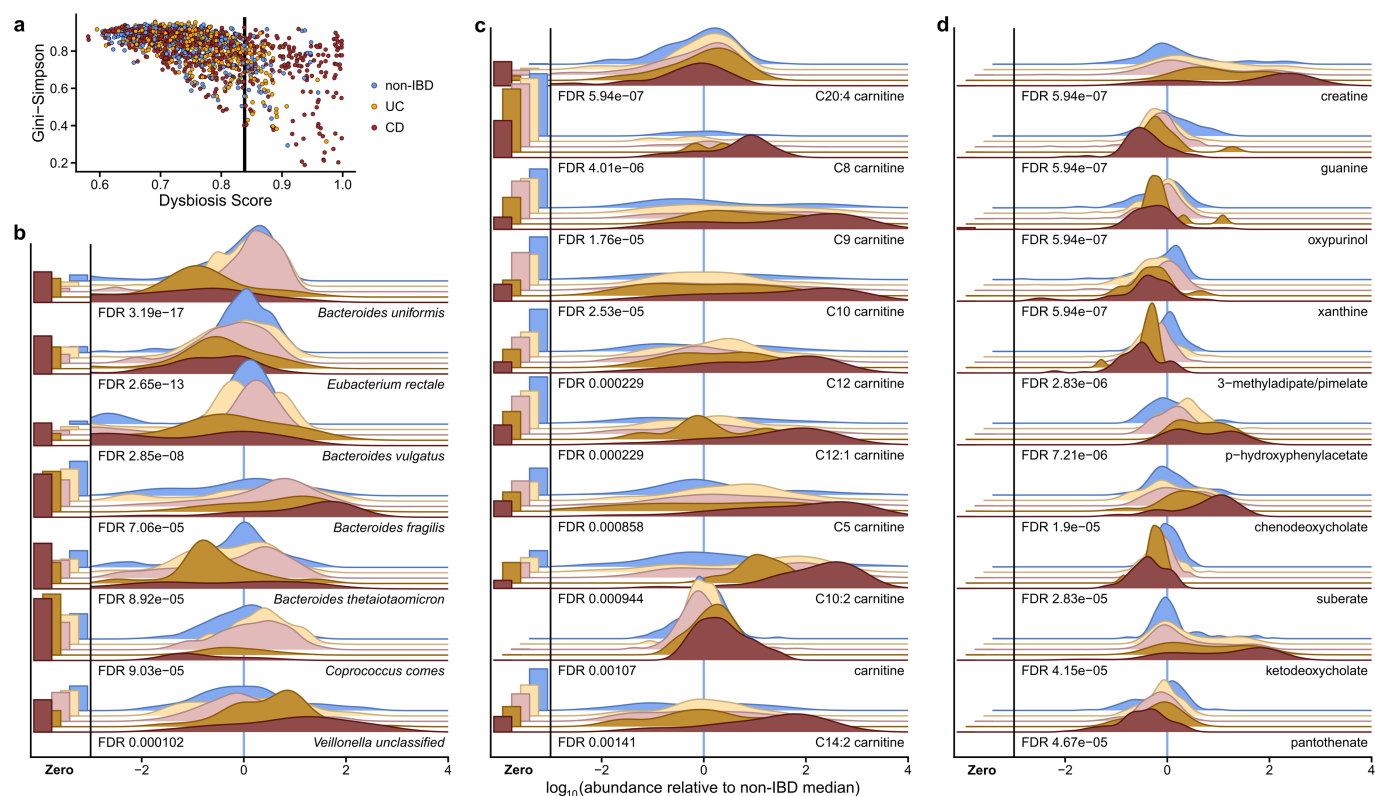 a
Gini−Simpson
0.8
0.6
0.4
0.2
0.6 0.7 0.8 0.9 1.0
Dysbiosis Score
non-IBD
UC
CD
b
FDR 3.19e−17 Bacteroides uniformis
FDR 2.65e−13 Eubacterium rectale
FDR 2.85e−08 Bacteroides vulgatus
FDR 7.06e−05 Bacteroides fragilis
FDR 8.92e−05 Bacteroides thetaiotaomicron
FDR 9.03e−05 Coprococcus comes
FDR 0.000102 Veillonella unclassified
Zero −2 0 2 4
c
FDR 5.94e−07 C20:4 carnitine
FDR 4.01e−06 C8 carnitine
FDR 1.76e−05 C9 carnitine
FDR 2.53e−05 C10 carnitine
FDR 0.000229 C12 carnitine
FDR 0.000229 C12:1 carnitine
FDR 0.000858 C5 carnitine
FDR 0.000944 C10:2 carnitine
FDR 0.00107 carnitine
FDR 0.00141 C14:2 carnitine
Zero −2 0 2 4
log10(abundance relative to non−IBD median)
d
FDR 5.94e−07 creatine
FDR 5.94e−07 guanine
FDR 5.94e−07 oxypurinol
FDR 5.94e−07 xanthine
FDR 2.83e−06 3−methyladipate/pimelate
FDR 7.21e−06 p−hydroxyphenylacetate
FDR 1.9e−05 chenodeoxycholate
FDR 2.83e−05 suberate
FDR 4.15e−05 ketodeoxycholate
FDR 4.67e−05 pantothenate
Zero −2 0 2 4